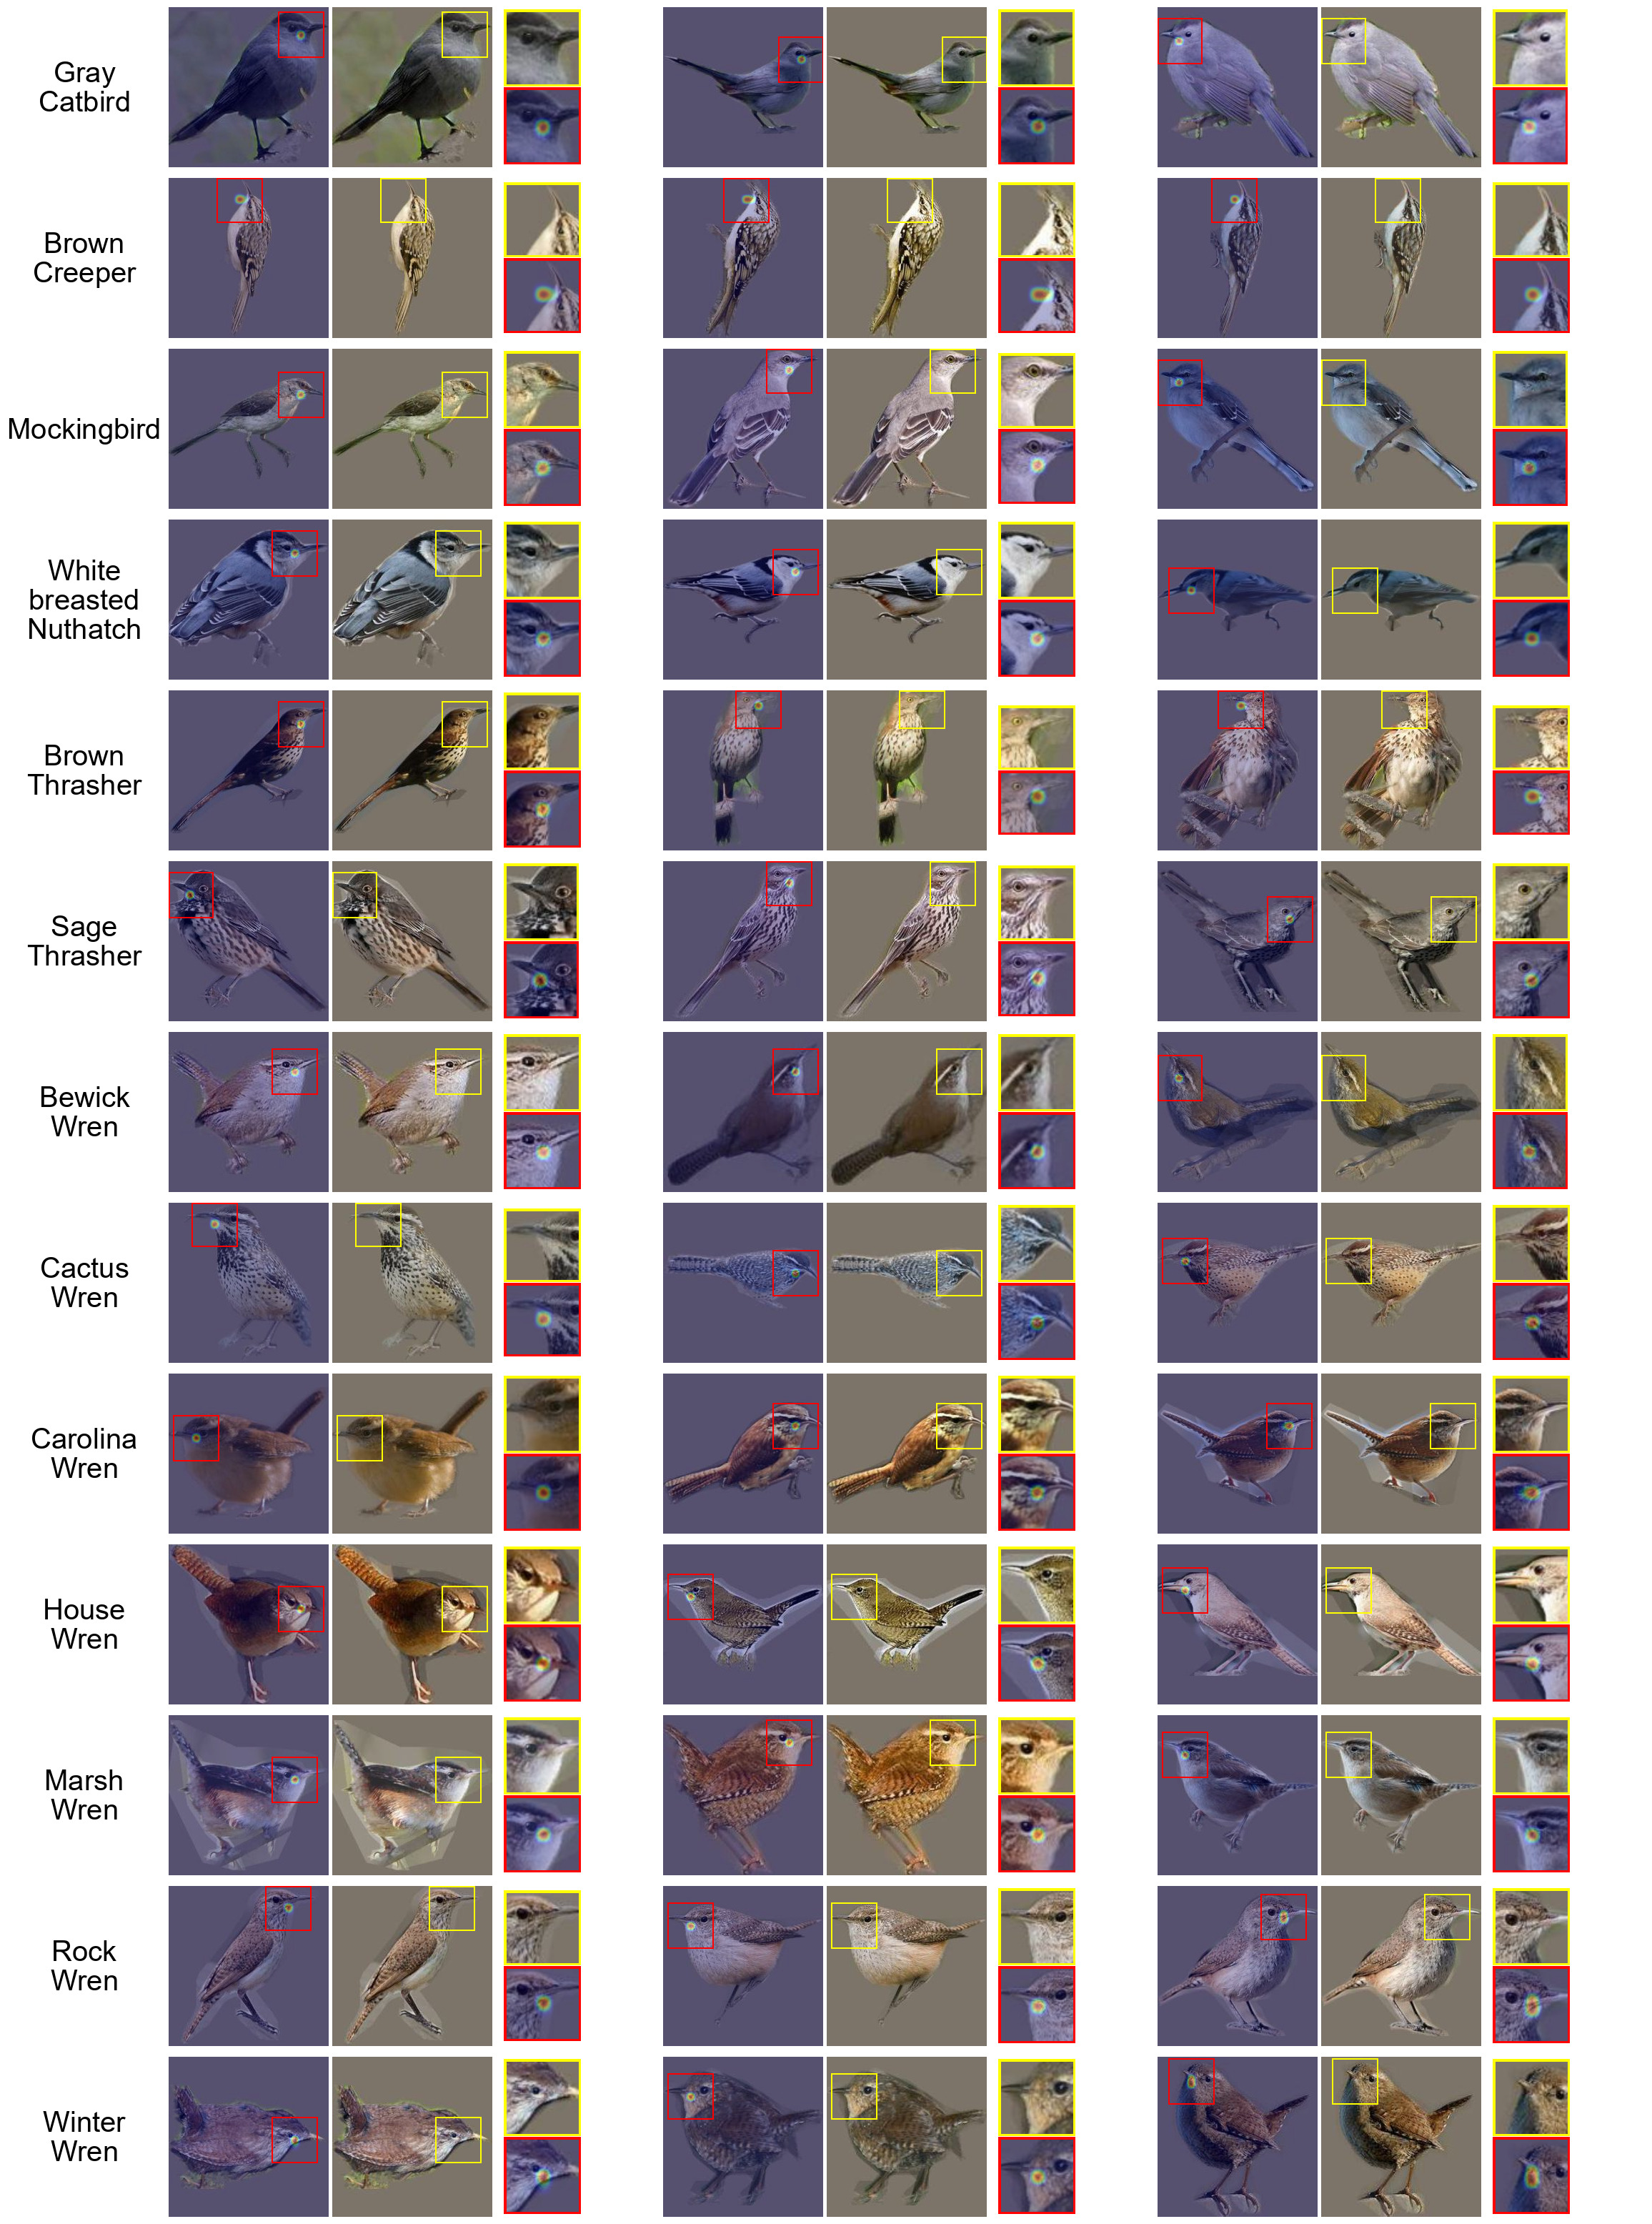 Gray
Catbird
Brown
Creeper
Mockingbird
White
breasted
Nuthatch
Brown
Thrasher
Sage
Thrasher
Bewick
Wren
Cactus
Wren
Carolina
Wren
House
Wren
Marsh
Wren
Rock
Wren
Winter
Wren